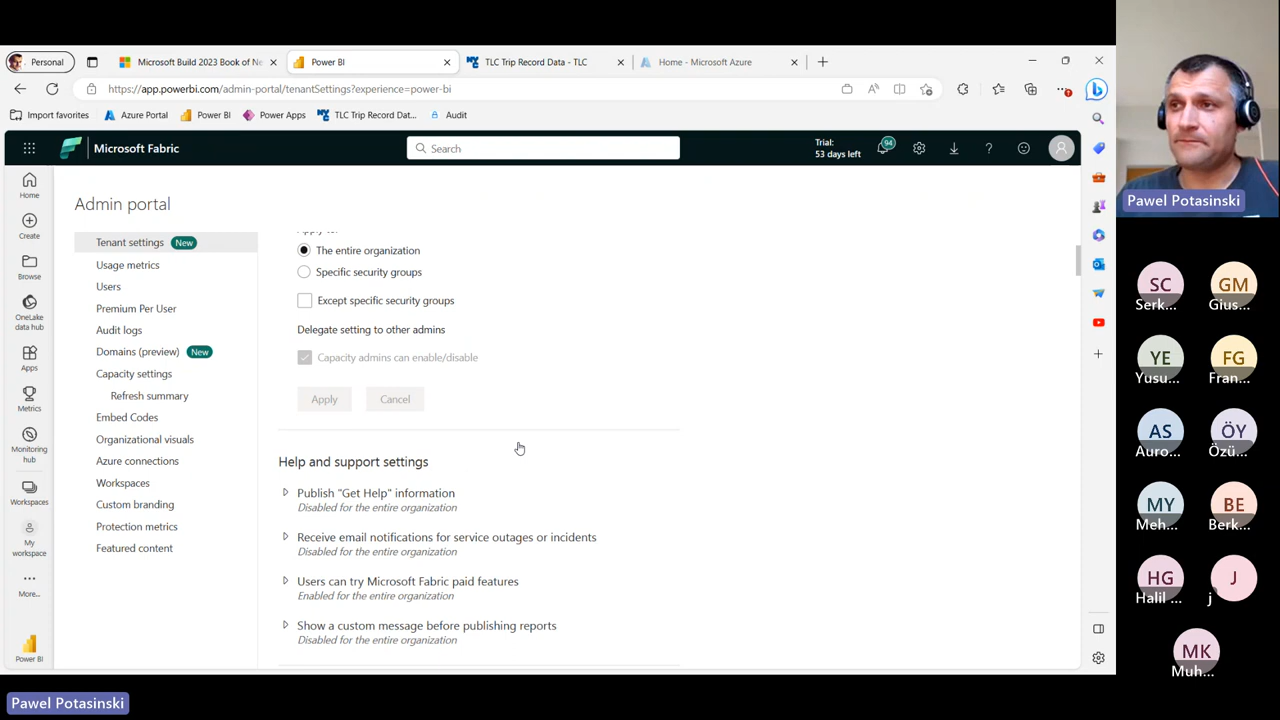 Personal
Microsoft Build 2023 Book of Ne
Power BI
TLC Trip Record Data - TLC
Home - Microsoft Azure
https://app.powerbi.com/admin-portal/tenantSettings?experience=power-bi
Import favorites
Azure Portal
Power BI
Power Apps
TLC Trip Record Dat...
Audit
Microsoft Fabric
Search
Trial:
53 days left
94
Home
Create
Browse
OneLake
data hub
Apps
Metrics
Monitoring
hub
Workspaces
My
workspace
More...
Power BI
Admin portal
Tenant settings New
Usage metrics
Users
Premium Per User
Audit logs
Domains (preview) New
Capacity settings
Refresh summary
Embed Codes
Organizational visuals
Azure connections
Workspaces
Custom branding
Protection metrics
Featured content
The entire organization
Specific security groups
Except specific security groups
Delegate setting to other admins
Capacity admins can enable/disable
Apply Cancel
Help and support settings
Publish "Get Help" information
Disabled for the entire organization
Receive email notifications for service outages or incidents
Disabled for the entire organization
Users can try Microsoft Fabric paid features
Enabled for the entire organization
Show a custom message before publishing reports
Disabled for the entire organization
Pawel Potasinski
SC GM
Serk... Gius...
YE FG
Yusu... Fran...
AS ÖY
Auro... Özü...
MY BE
Meh... Berk...
HG J
Halil ... j
MK
Muh...
Pawel Potasinski